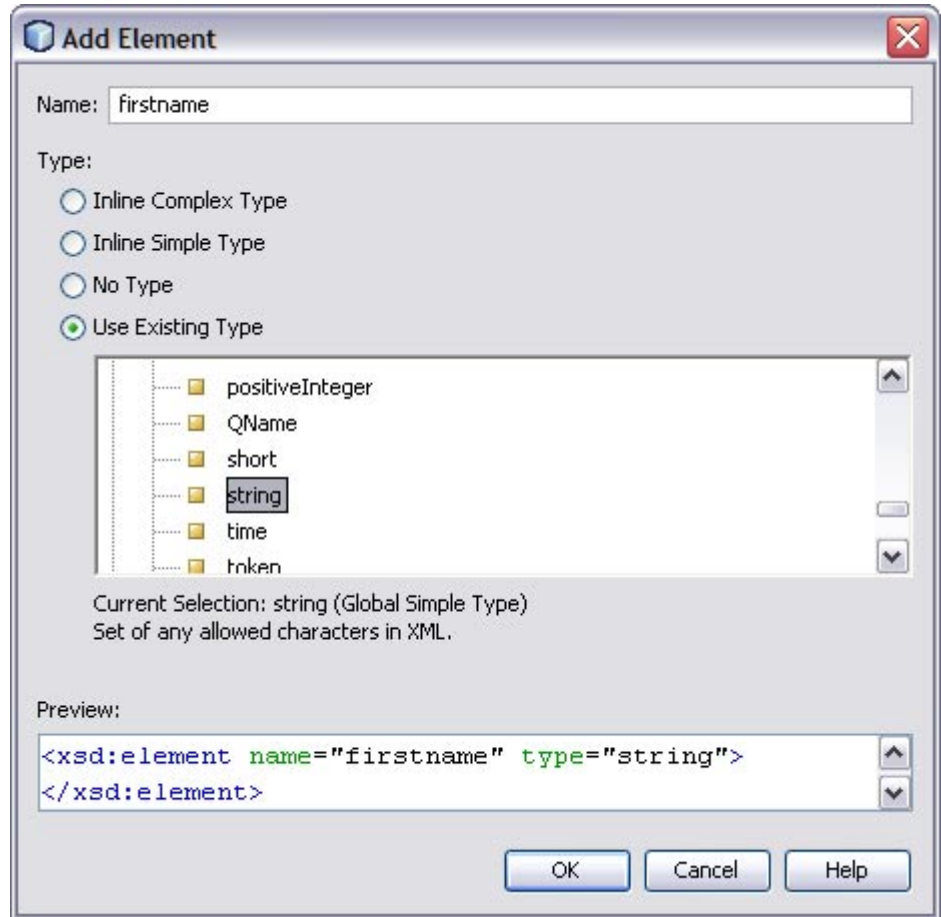 Add Element
Name: firstname
Type:
Inline Complex Type
Inline Simple Type
No Type
Use Existing Type
positiveInteger
QName
short
string
time
token
Current Selection: string (Global Simple Type)
Set of any allowed characters in XML.
Preview:
<xsd:element name="firstname" type="string">
</xsd:element>
OK Cancel Help